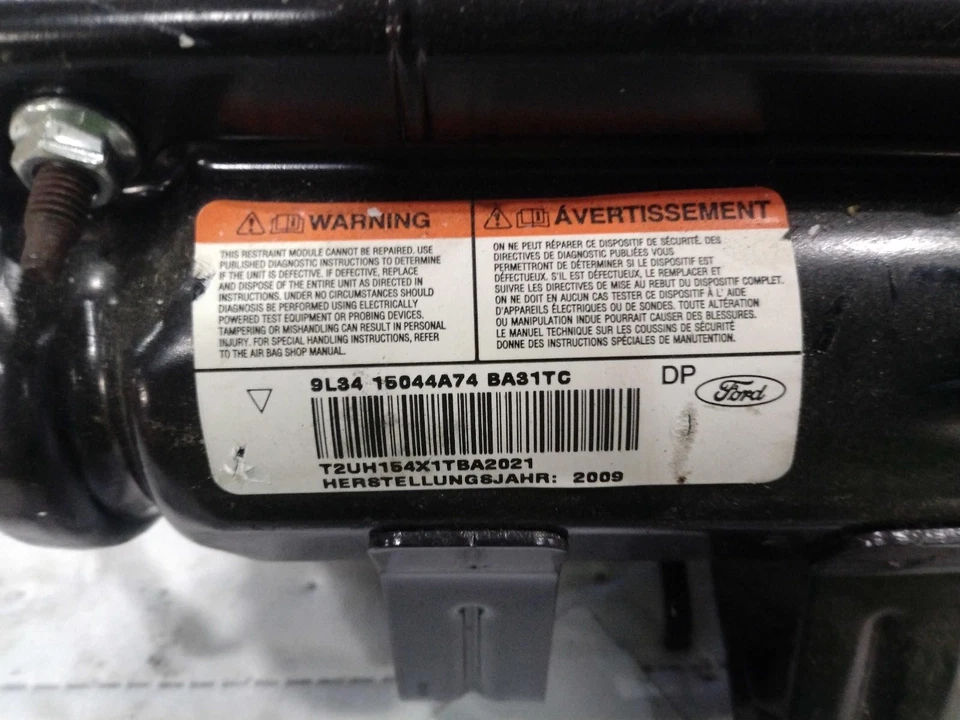 WARNING
THIS RESTRAINT MODULE CANNOT BE REPAIRED. USE
PUBLISHED DIAGNOSTIC INSTRUCTIONS TO DETERMINE
IF THE UNIT IS DEFECTIVE. IF DEFECTIVE, REPLACE
AND DISPOSE OF THE ENTIRE UNIT AS DIRECTED IN
INSTRUCTIONS. UNDER NO CIRCUMSTANCES SHOULD
DIAGNOSIS BE PERFORMED USING ELECTRICALLY
POWERED TEST EQUIPMENT OR PROBING DEVICES.
TAMPERING OR MISHANDLING CAN RESULT IN PERSONAL
INJURY. FOR SPECIAL HANDLING INSTRUCTIONS, REFER
TO THE AIR BAG SHOP MANUAL.
ÁVERTISSEMENT
ON NE PEUT RÉPARER CE DISPOSITIF DE SÉCURITÉ. DES
DIRECTIVES DE DIAGNOSTIC PUBLIÉES VOUS
PERMETTRONT DE DÉTERMINER SI LE DISPOSITIF EST
DÉFECTUEUX. S'IL EST DÉFECTUEUX, LE REMPLACER ET
SUIVRE LES DIRECTIVES DE MISE AU REBUT DU DISPOSITIF COMPLET.
ON NE DOIT EN AUCUN CAS TESTER CE DISPOSITIF À L' AIDE
D'APPAREILS ÉLECTRIQUES OU DE SONDES. TOUTE ALTÉRATION
OU MANIPULATION INDUE POURRAIT CAUSER DES BLESSURES.
LE MANUEL TECHNIQUE SUR LES COUSSINS DE SÉCURITÉ
DONNE DES INSTRUCTIONS SPÉCIALES DE MANUTENTION.
9L34 15044A74 BA31TC
DP
Ford
T2UH154X1TBA2021
HERSTELLUNGSJAHR: 2009